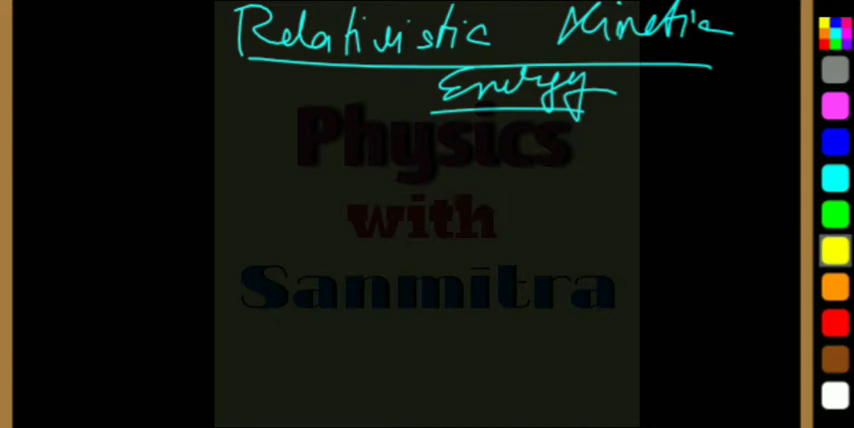 Relativistic Kinetic
Energy
Physics
with
Sanmitra